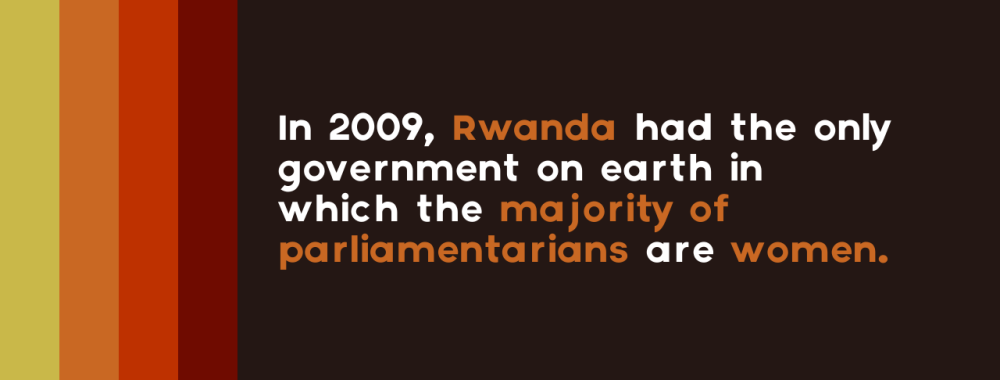 In 2009, Rwanda had the only
government on earth in
which the majority of
parliamentarians are women.